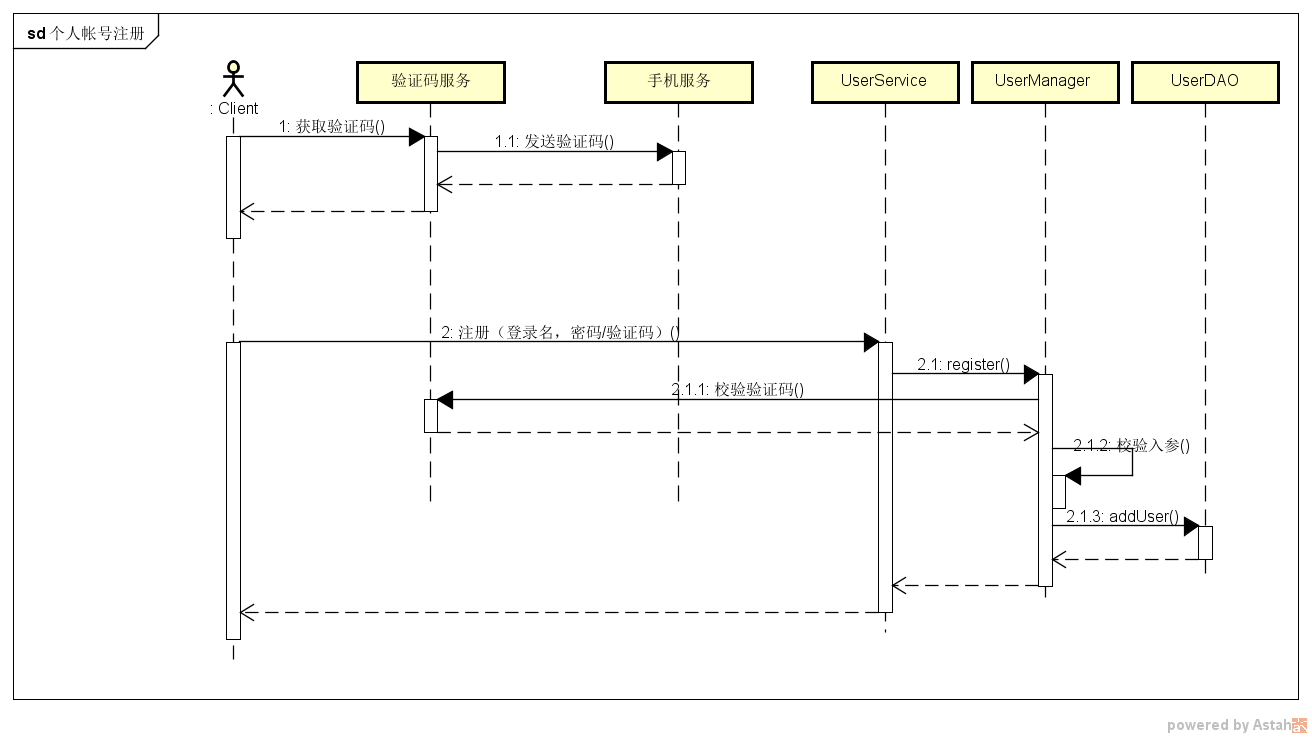 sd 个人帐号注册
: Client
验证码服务
手机服务
UserService
UserManager
UserDAO
1: 获取验证码()
1.1: 发送验证码()
2: 注册（登录名，密码/验证码）()
2.1: register()
2.1.1: 校验验证码()
2.1.2: 校验入参()
2.1.3: addUser()
powered by Astah